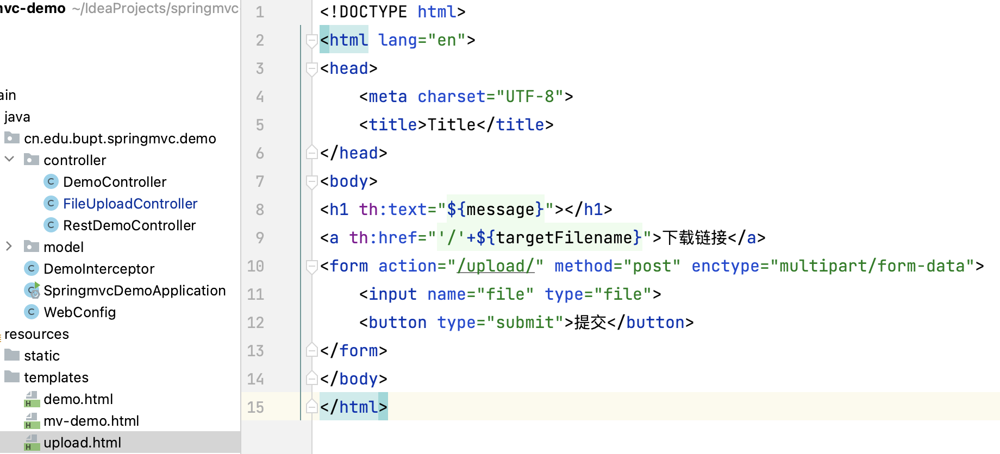 mvc-demo ~/IdeaProjects/springmvc
ain
java
cn.edu.bupt.springmvc.demo
controller
DemoController
FileUploadController
RestDemoController
model
DemoInterceptor
SpringmvcDemoApplication
WebConfig
resources
static
templates
demo.html
mv-demo.html
upload.html
1 <!DOCTYPE html>
2 <html lang="en">
3 <head>
4     <meta charset="UTF-8">
5     <title>Title</title>
6 </head>
7 <body>
8 <h1 th:text="${message}"></h1>
9 <a th:href="'/'+${targetFilename}">下载链接</a>
10 <form action="/upload/" method="post" enctype="multipart/form-data">
11     <input name="file" type="file">
12     <button type="submit">提交</button>
13 </form>
14 </body>
15 </html>